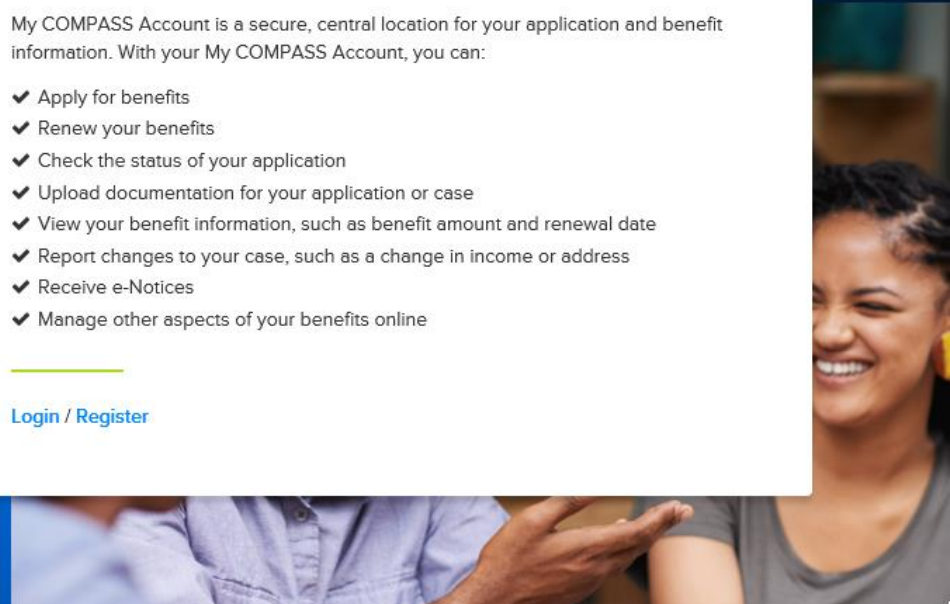 My COMPASS Account is a secure, central location for your application and benefit
information. With your My COMPASS Account, you can:
✔ Apply for benefits
✔ Renew your benefits
✔ Check the status of your application
✔ Upload documentation for your application or case
✔ View your benefit information, such as benefit amount and renewal date
✔ Report changes to your case, such as a change in income or address
✔ Receive e-Notices
✔ Manage other aspects of your benefits online
Login / Register